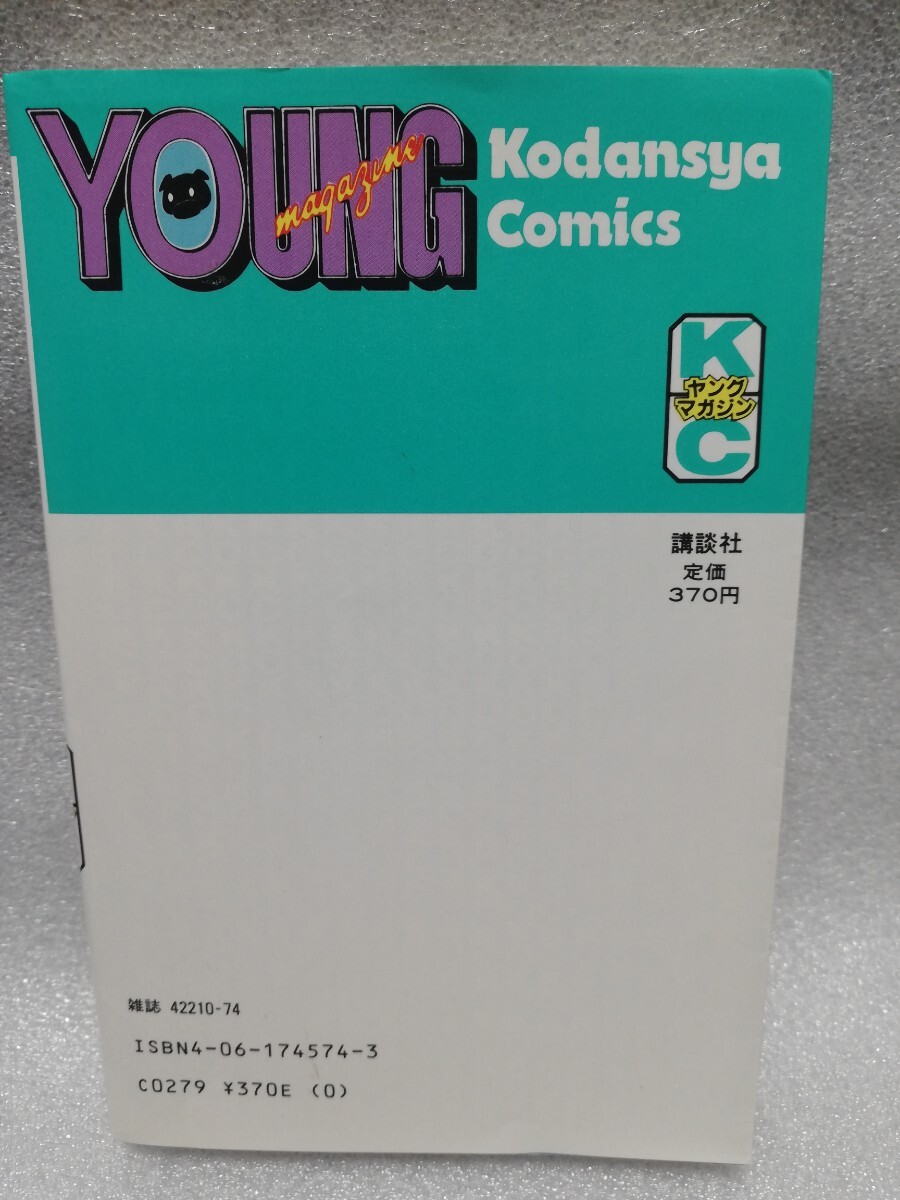 YOUNG
magazine
Kodansya
Comics
K
ヤング
マガジン
C
講談社
定価
370円
雑誌 42210-74
ISBN4-06-174574-3
C0279 ¥370E (0)